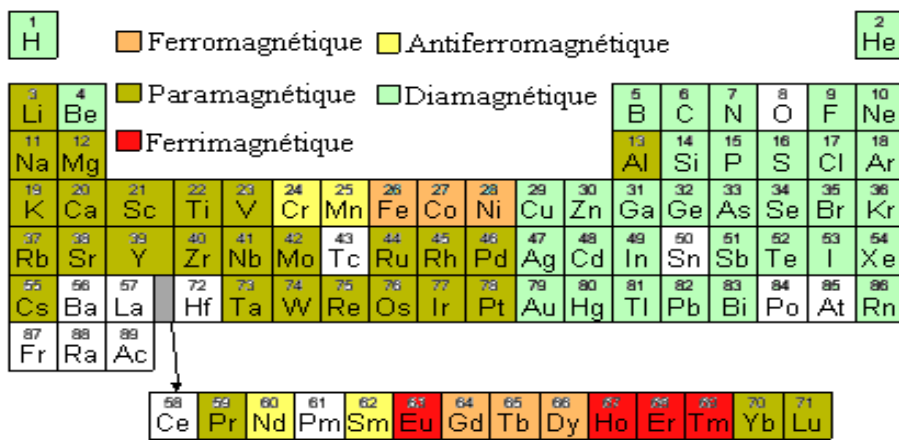 1 2
H Ferromagnétique Antiferromagnétique He
3 4 Paramagnétique Diamagnétique 5 6 7 8 9 10
Li Be B C N O F Ne
11 12 Ferrimagnétique 13 14 15 16 17 18
Na Mg Al Si P S Cl Ar
19 20 21 22 23 24 25 26 27 28 29 30 31 32 33 34 35 36
K Ca Sc Ti V Cr Mn Fe Co Ni Cu Zn Ga Ge As Se Br Kr
37 38 39 40 41 42 43 44 45 46 47 48 49 50 51 52 53 54
Rb Sr Y Zr Nb Mo Tc Ru Rh Pd Ag Cd In Sn Sb Te I Xe
55 56 57 72 73 74 75 76 77 78 79 80 81 82 83 84 85 86
Cs Ba La Hf Ta W Re Os Ir Pt Au Hg Tl Pb Bi Po At Rn
87 88 89
Fr Ra Ac
58 59 60 61 62 64 65 66 70 71
Ce Pr Nd Pm Sm Eu Gd Tb Dy Ho Er Tm Yb Lu